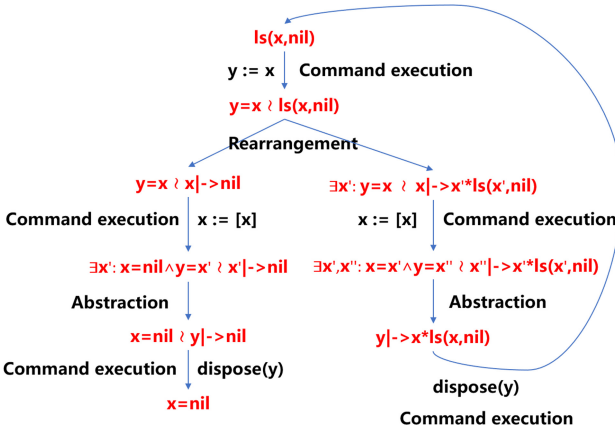 ls(x,nil)
y := x Command execution
y=x ≀ ls(x,nil)
Rearrangement
y=x ≀ x|->nil
∃x': y=x ≀ x|->x'*ls(x',nil)
Command execution x := [x]
x := [x] Command execution
∃x': x=nil∧y=x' ≀ x'|->nil
∃x',x'': x=x'∧y=x'' ≀ x''|->x'*ls(x',nil)
Abstraction
Abstraction
x=nil ≀ y|->nil
y|->x*ls(x,nil)
Command execution dispose(y)
dispose(y)
x=nil
Command execution